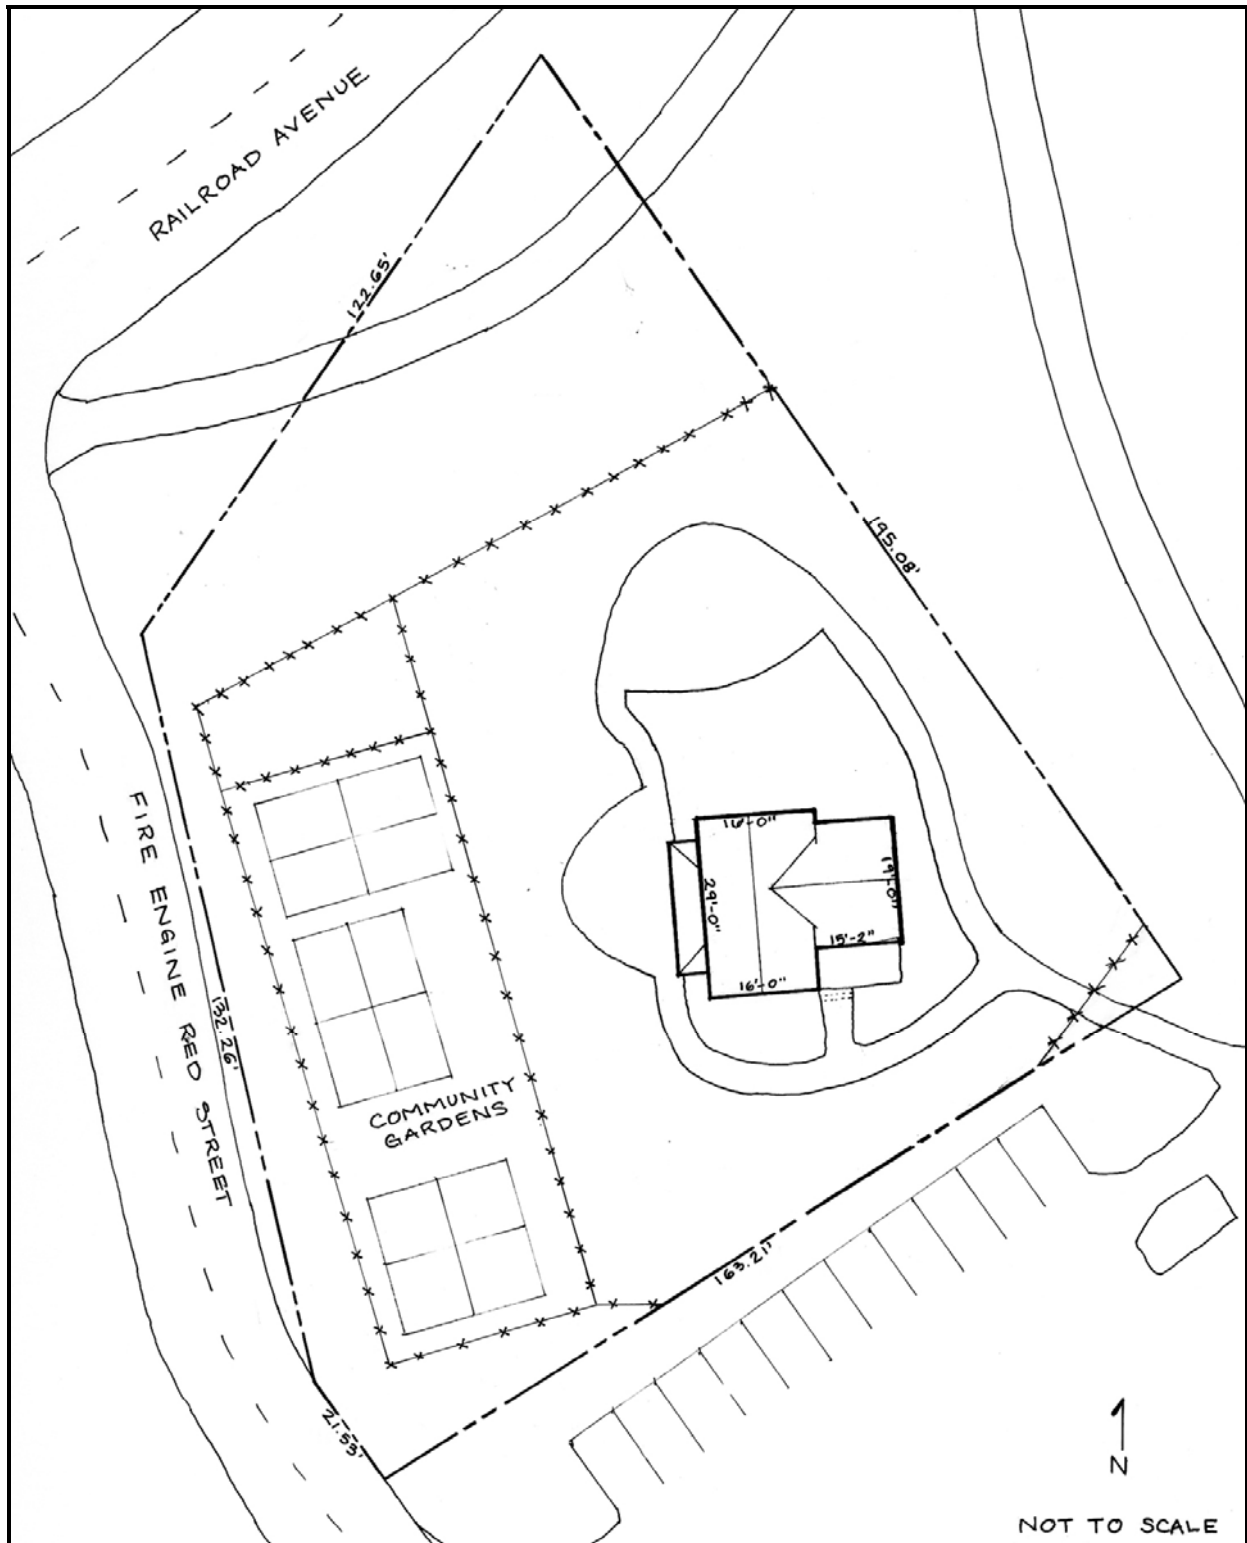 RAILROAD AVENUE
122.65'
195.08'
FIRE ENGINE RED STREET
132.26'
16'-0"
29'-0"
19'-0"
15'-2"
16'-0"
COMMUNITY
GARDENS
163.21'
21.53'
N
NOT TO SCALE